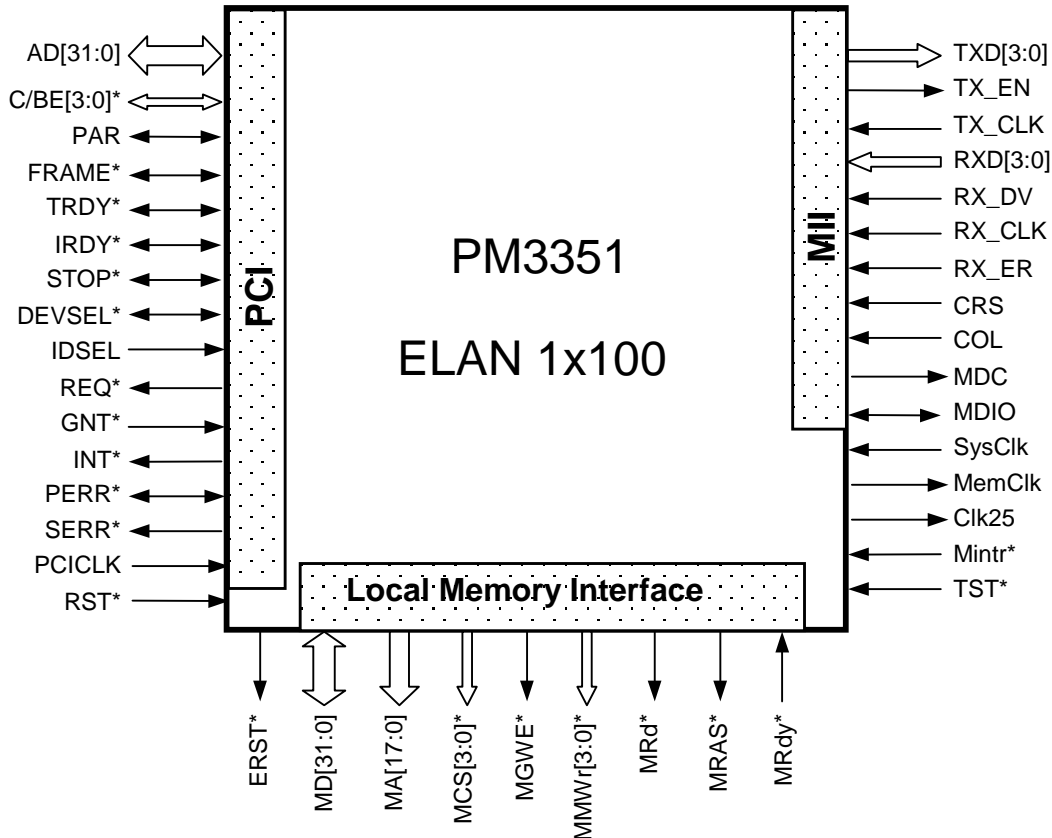 AD[31:0]
C/BE[3:0]*
PAR
FRAME*
TRDY*
IRDY*
STOP*
DEVSEL*
IDSEL
REQ*
GNT*
INT*
PERR*
SERR*
PCICLK
RST*
PCI
PM3351
ELAN 1x100
MII
TXD[3:0]
TX_EN
TX_CLK
RXD[3:0]
RX_DV
RX_CLK
RX_ER
CRS
COL
MDC
MDIO
SysClk
MemClk
Clk25
Mintr*
TST*
Local Memory Interface
ERST*
MD[31:0]
MA[17:0]
MCS[3:0]*
MGWE*
MMWr[3:0]*
MRd*
MRAS*
MRdy*